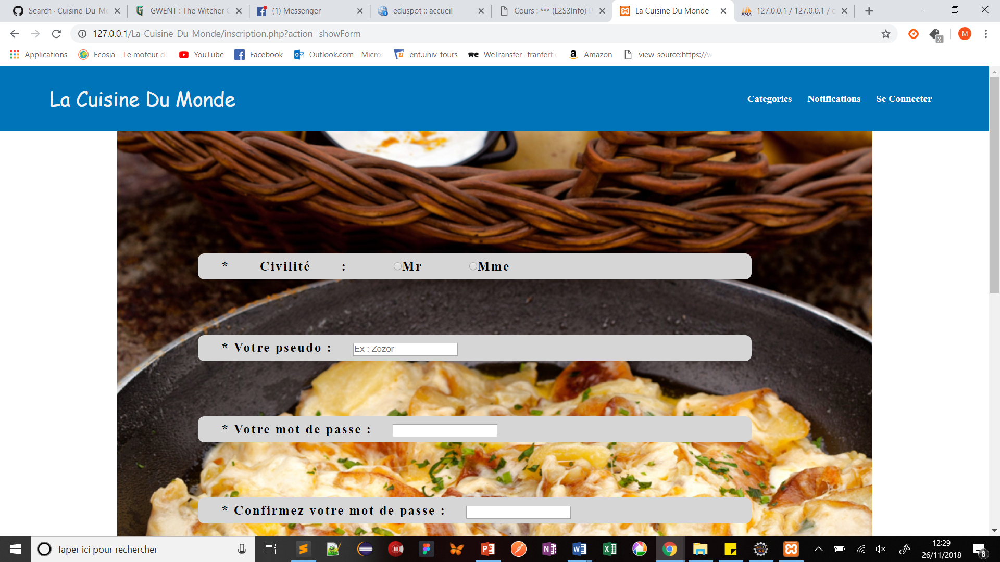 Search · Cuisine-Du-Mo
GWENT : The Witcher C
(1) Messenger
eduspot :: accueil
Cours : *** (L2S3Info) P
La Cuisine Du Monde
127.0.0.1 / 127.0.0.1 / c
127.0.0.1/La-Cuisine-Du-Monde/inscription.php?action=showForm
M
Applications
Ecosia – Le moteur de
YouTube
Facebook
Outlook.com - Micros
ent.univ-tours
WeTransfer -tranfert d
Amazon
view-source:https://w
La Cuisine Du Monde
Categories
Notifications
Se Connecter
* Civilité : Mr Mme
* Votre pseudo : Ex : Zozor
* Votre mot de passe :
* Confirmez votre mot de passe :
Taper ici pour rechercher
12:29
26/11/2018
8